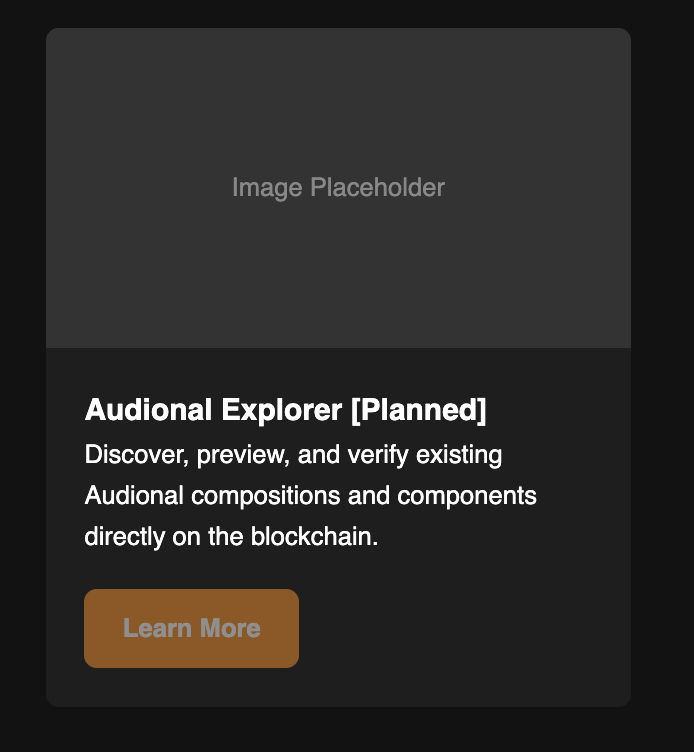 Image Placeholder
Audional Explorer [Planned]
Discover, preview, and verify existing
Audional compositions and components
directly on the blockchain.
Learn More